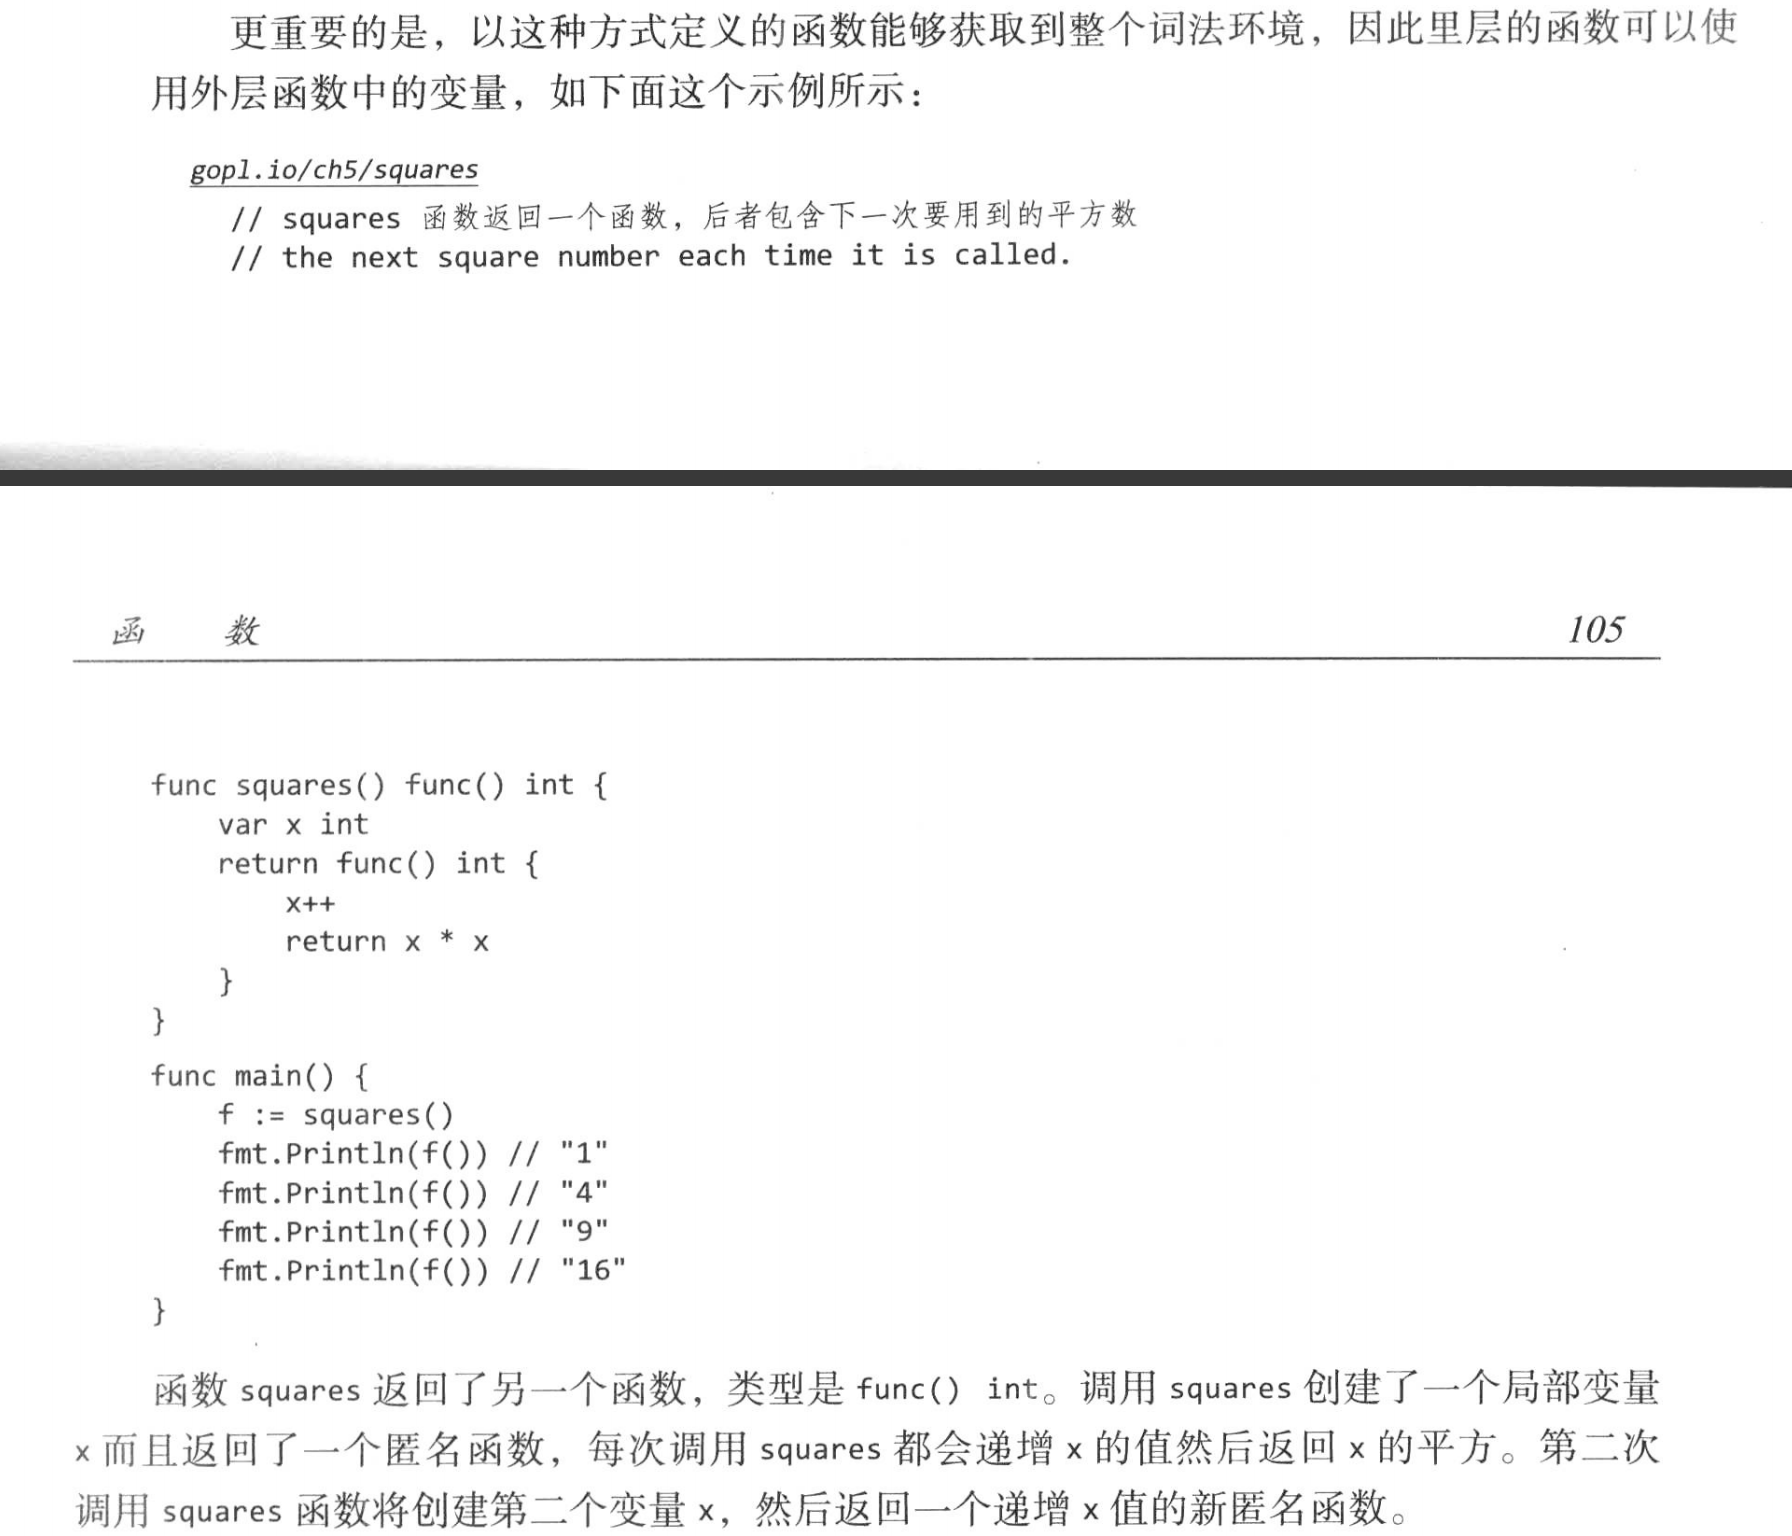 更重要的是，以这种方式定义的函数能够获取到整个词法环境，因此里层的函数可以使
用外层函数中的变量，如下面这个示例所示：
gopl.io/ch5/squares
// squares 函数返回一个函数，后者包含下一次要用到的平方数
// the next square number each time it is called.
函 数 105
func squares() func() int {
    var x int
    return func() int {
        x++
        return x * x
    }
}
func main() {
    f := squares()
    fmt.Println(f()) // "1"
    fmt.Println(f()) // "4"
    fmt.Println(f()) // "9"
    fmt.Println(f()) // "16"
}
函数 squares 返回了另一个函数，类型是 func() int。调用 squares 创建了一个局部变量
x 而且返回了一个匿名函数，每次调用 squares 都会递增 x 的值然后返回 x 的平方。第二次
调用 squares 函数将创建第二个变量 x，然后返回一个递增 x 值的新匿名函数。